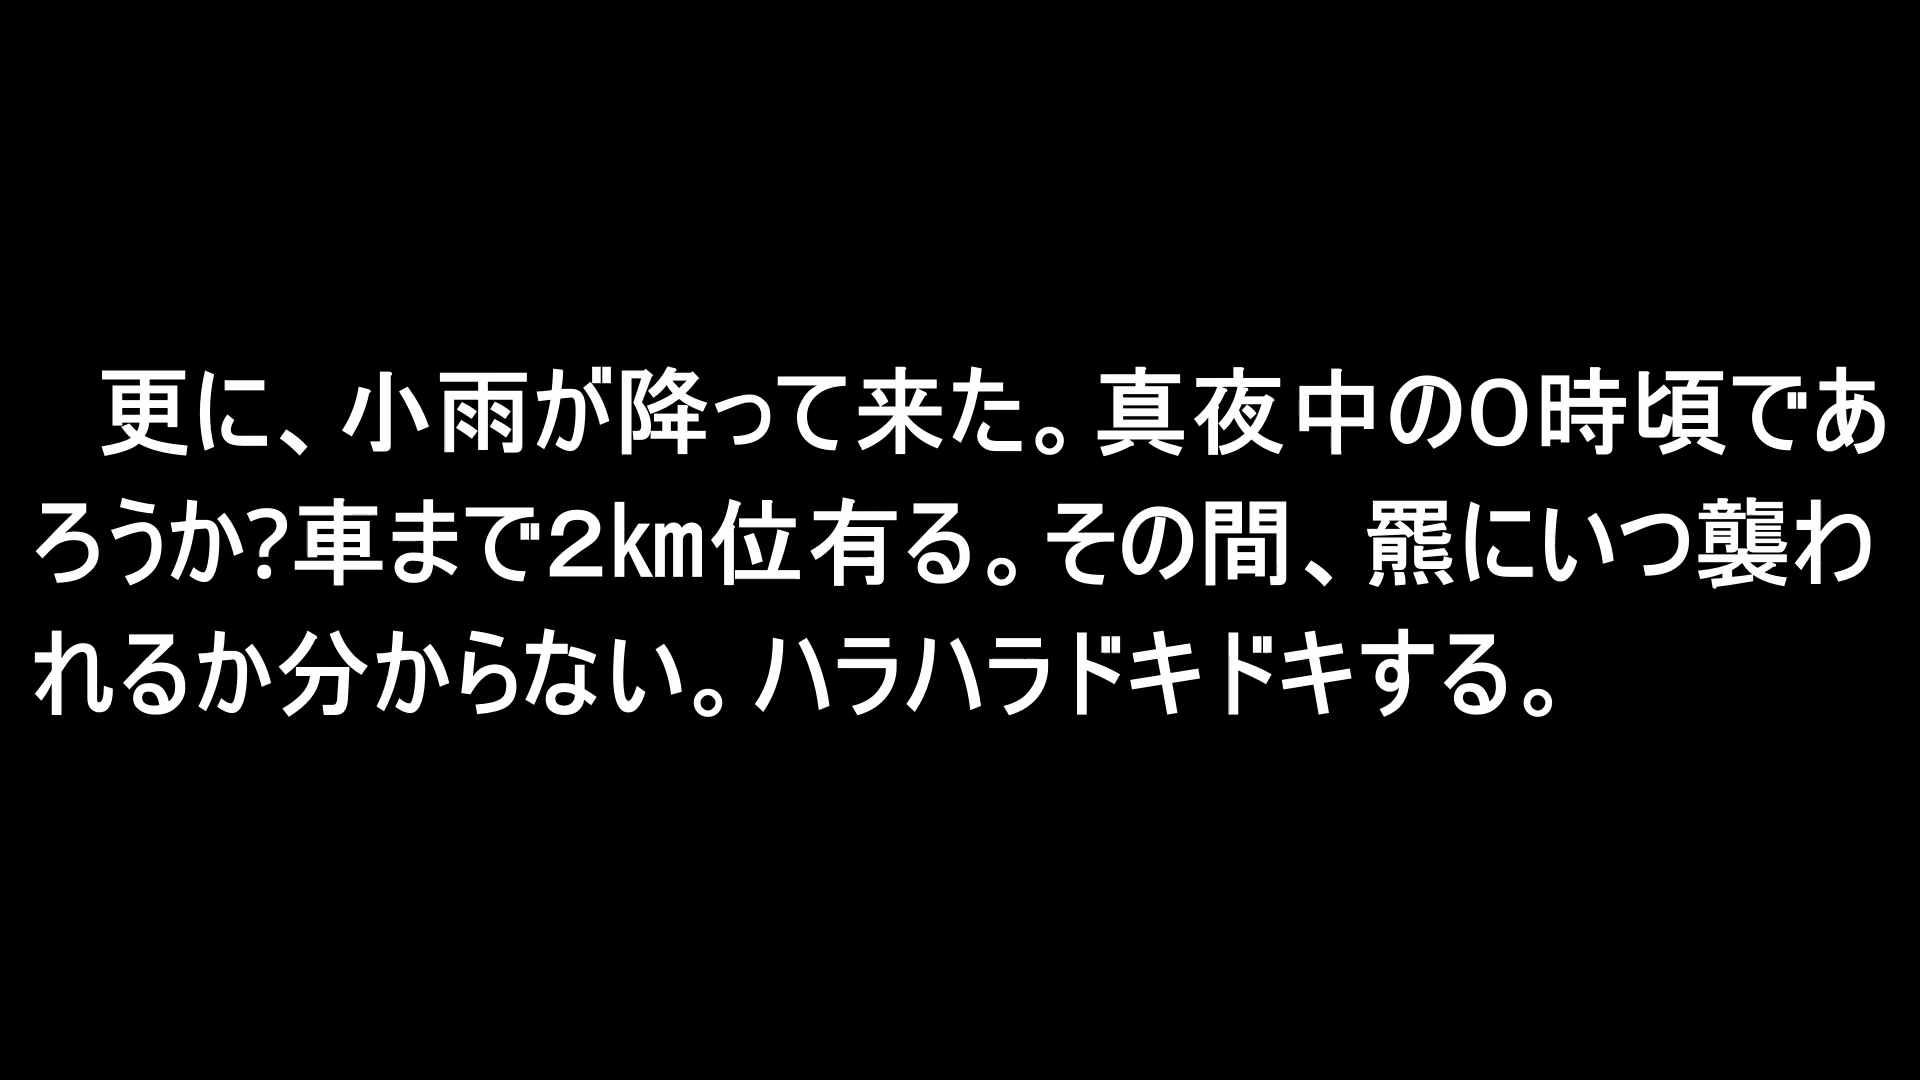 更に、小雨が降って来た。真夜中の０時頃であ
ろうか?車まで２㎞位有る。その間、羆にいつ襲わ
れるか分からない。ハラハラドキドキする。